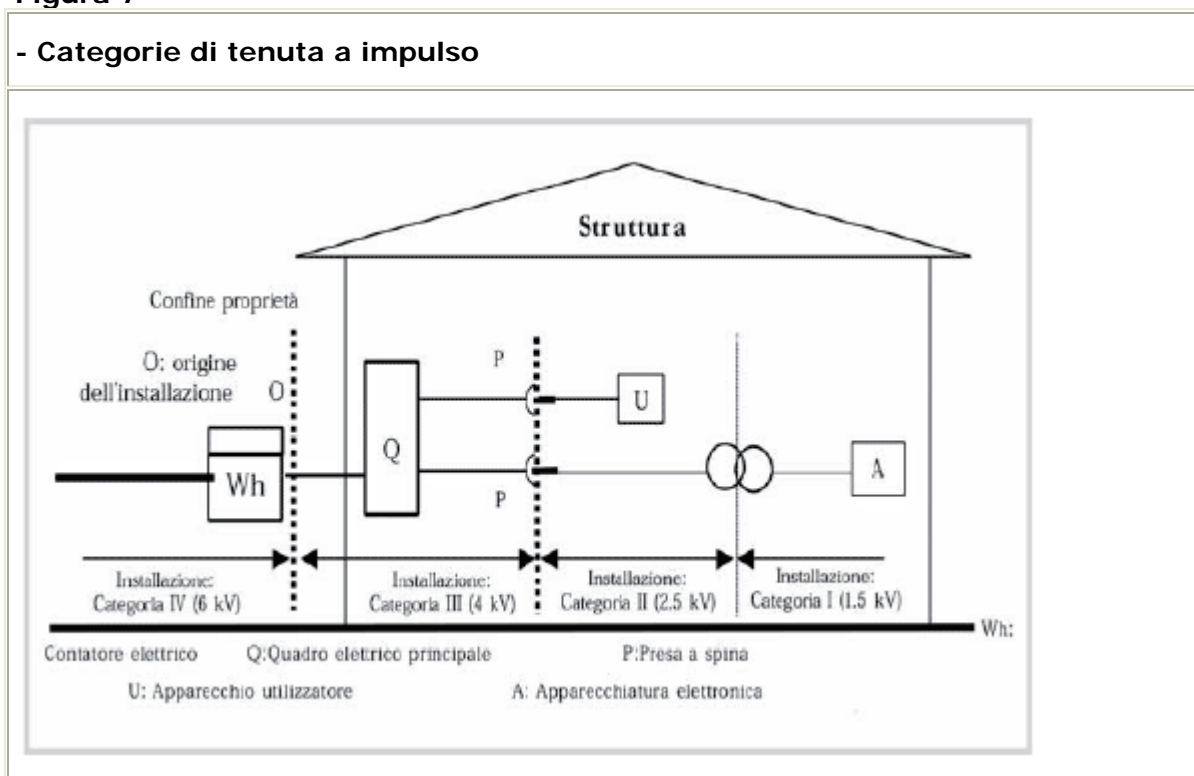 Figura 7
- Categorie di tenuta a impulso
Struttura
Confine proprietà
O: origine
dell'installazione O
P
U
Q
Wh
A
P
Installazione:
Categoria IV (6 kV)
Installazione:
Categoria III (4 kV)
Installazione:
Categoria II (2.5 kV)
Installazione:
Categoria I (1.5 kV)
Wh:
Contatore elettrico Q:Quadro elettrico principale P:Presa a spina
U: Apparecchio utilizzatore A: Apparecchiatura elettronica